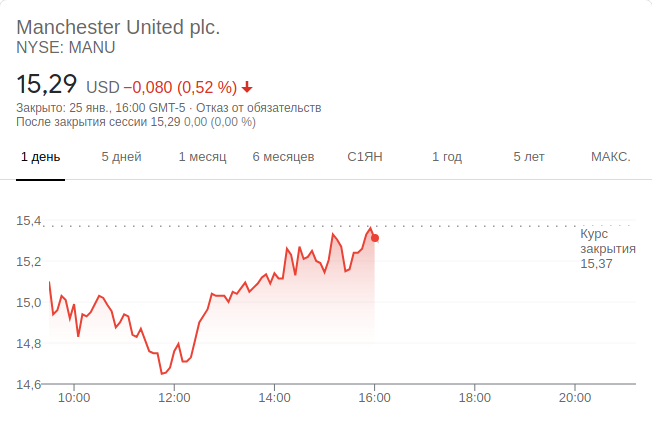 Manchester United plc.
NYSE: MANU
15,29 USD −0,080 (0,52 %)
Закрыто: 25 янв., 16:00 GMT-5 · Отказ от обязательств
После закрытия сессии 15,29 0,00 (0,00 %)
1 день 5 дней 1 месяц 6 месяцев С1ЯН 1 год 5 лет МАКС.
15,4
Курс
закрытия
15,37
15,2
15,0
14,8
14,6
10:00 12:00 14:00 16:00 18:00 20:00